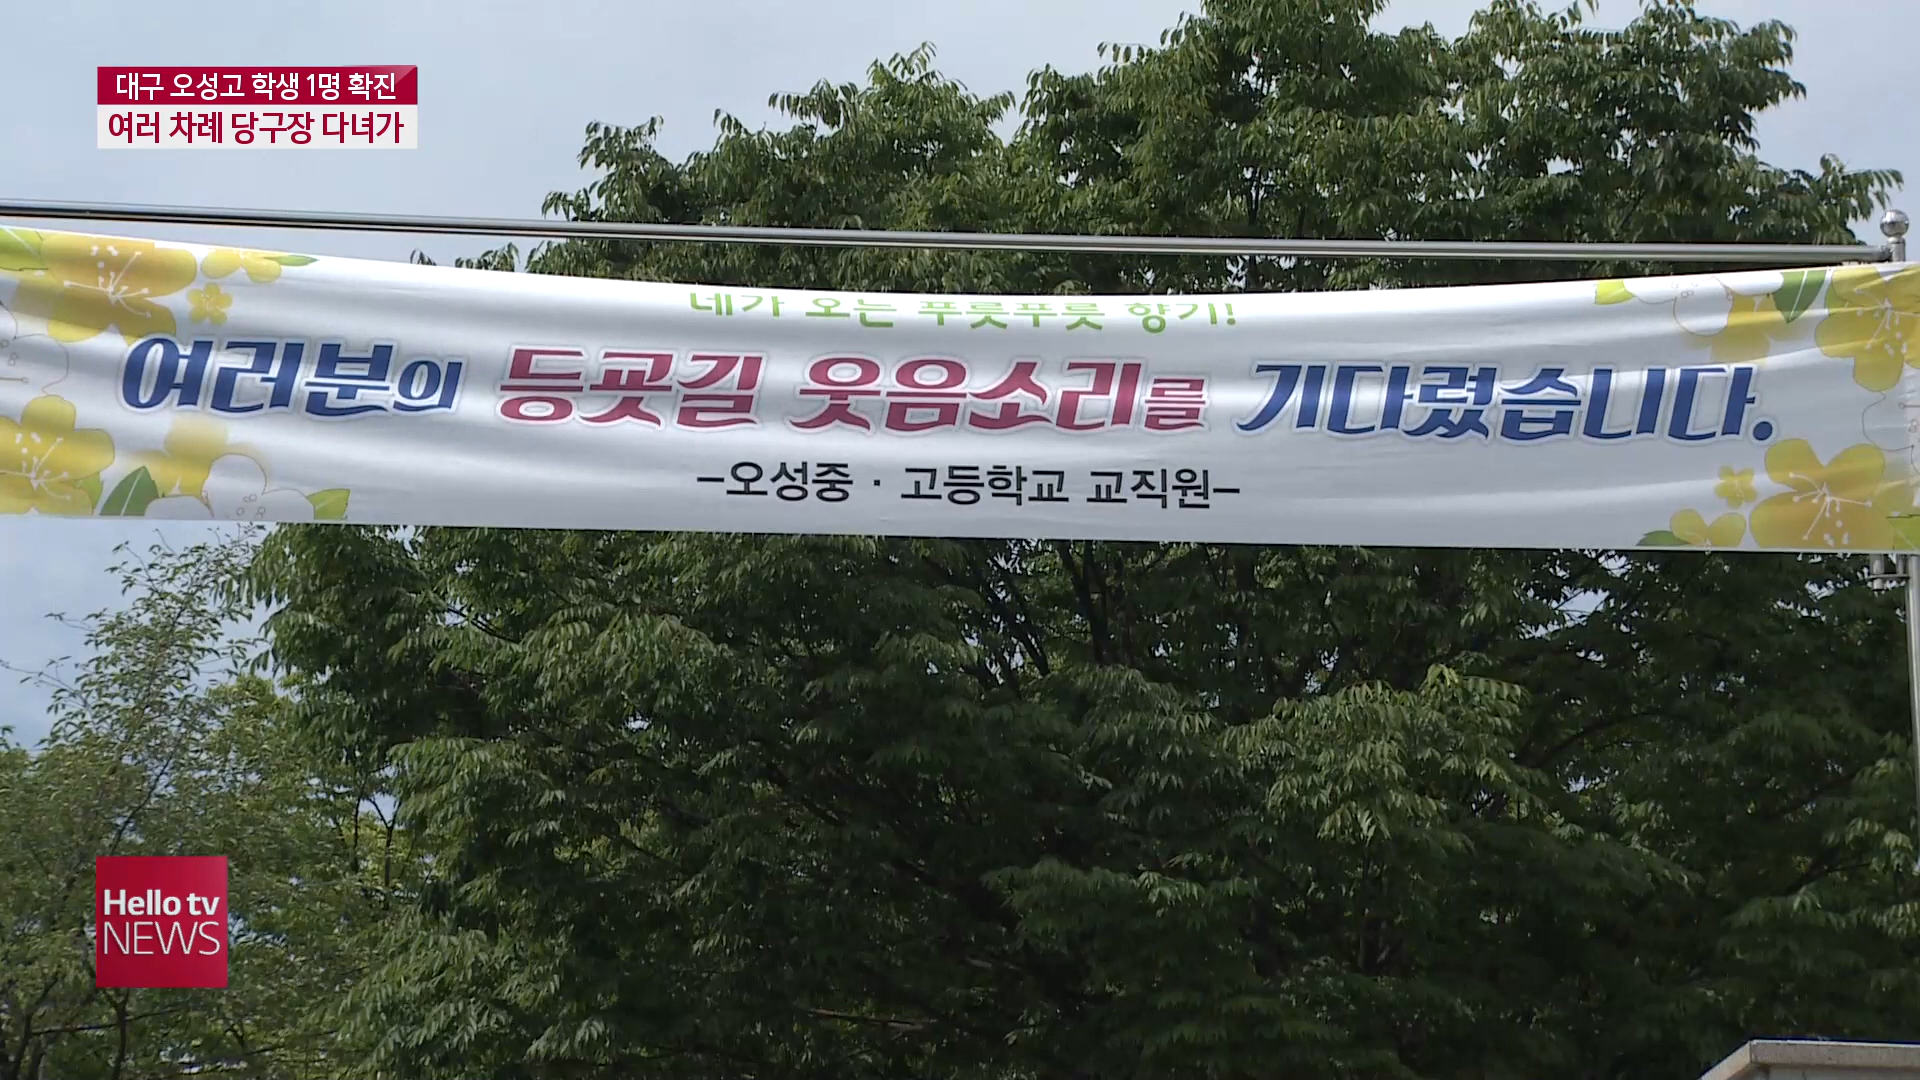 대구 오성고 학생 1명 확진
여러 차례 당구장 다녀가
네가 오는 푸릇푸릇 향기!
여러분의 등굣길 웃음소리를 기다렸습니다.
-오성중·고등학교 교직원-
Hello tv
NEWS